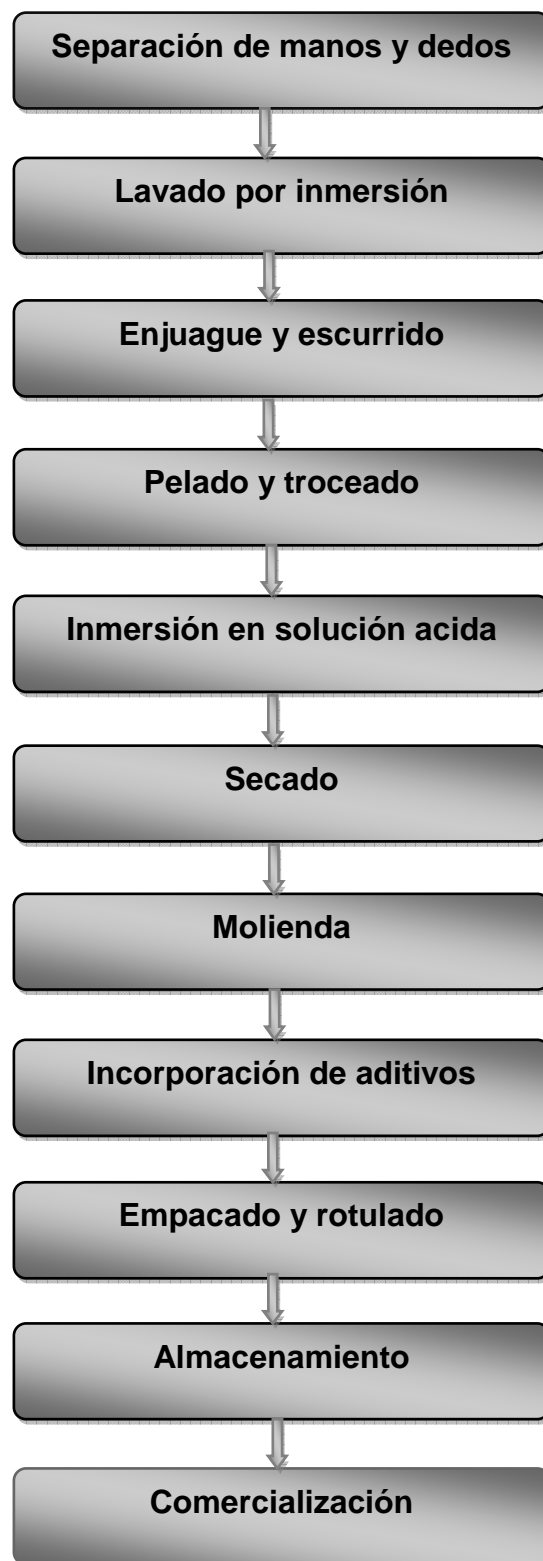 Separación de manos y dedos
Lavado por inmersión
Enjuague y escurrido
Pelado y troceado
Inmersión en solución acida
Secado
Molienda
Incorporación de aditivos
Empacado y rotulado
Almacenamiento
Comercialización